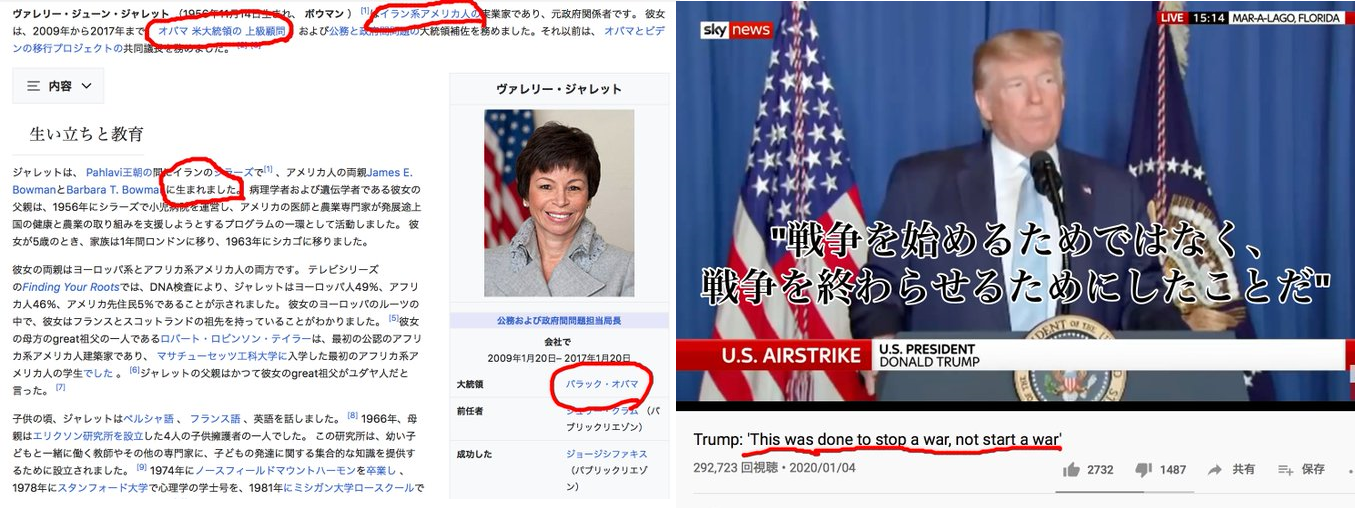 ヴァレリー・ジューン・ジャレット （1956年11月14日生まれ、 ボウマン ） [1]はイラン系アメリカ人の実業家であり、元政府関係者です。 彼女
は、2009年から2017年まで オバマ 米大統領の 上級顧問 および公務と政府間問題の大統領補佐を務めました。それ以前は、 オバマとバイデ
ンの移行プロジェクトの共同議長を務めました。
内容
生い立ちと教育
ジャレットは、 Pahlavi王朝の間にイランのシラーズで[1] 、アメリカ人の両親James E.
BowmanとBarbara T. Bowmanに生まれました。 病理学者および遺伝学者である彼女の
父親は、1956年にシラーズで小児病院を運営し、アメリカの医師と農業専門家が発展途上
国の健康と農業の取り組みを支援しようとするプログラムの一環として活動しました。 彼
女が5歳のとき、家族は1年間ロンドンに移り、1963年にシカゴに移りました。
彼女の両親はヨーロッパ系とアフリカ系アメリカ人の両方です。 テレビシリーズ
のFinding Your Rootsでは、DNA検査により、ジャレットはヨーロッパ人49%、アフリ
カ人46%、アメリカ先住民5%であることが示されました。 彼女のヨーロッパのルーツの
中で、彼女はフランスとスコットランドの祖先を持っていることがわかりました。 [5]彼女
の母方のgreat祖父の一人であるロバート・ロビンソン・テイラーは、最初の公認のアフリ
カ系アメリカ人建築家であり、 マサチューセッツ工科大学に入学した最初のアフリカ系ア
メリカ人の学生でした 。 [6]ジャレットの父親はかつて彼女のgreat祖父がユダヤ人だと
言った。 [7]
子供の頃、ジャレットはペルシャ語 、 フランス語 、英語を話しました。 [8] 1966年、母
親はエリクソン研究所を設立した4人の子供擁護者の一人でした。 この研究所は、幼い子
どもと一緒に働く教師やその他の専門家に、子どもの発達に関する集合的な知識を提供す
るために設立されました。 [9] 1974年にノースフィールドマウントハーモンを卒業し 、
1978年にスタンフォード大学で心理学の学士号を、1981年にミシガン大学ロースクールで
ヴァレリー・ジャレット
公務および政府間問題担当局長
会社で
2009年1月20日– 2017年1月20日
大統領 バラック・オバマ
前任者 ジュリー・クラム （パ
ブリックリエゾン）
成功した ジョージシファキス
（パブリックリエゾ
ン）
sky news
LIVE 15:14 MAR-A-LAGO, FLORIDA
"戦争を始めるためではなく、
戦争を終わらせるためにしたことだ"
U.S. AIRSTRIKE
U.S. PRESIDENT
DONALD TRUMP
Trump: 'This was done to stop a war, not start a war'
292,723 回視聴・2020/01/04
2732 1487 共有 保存